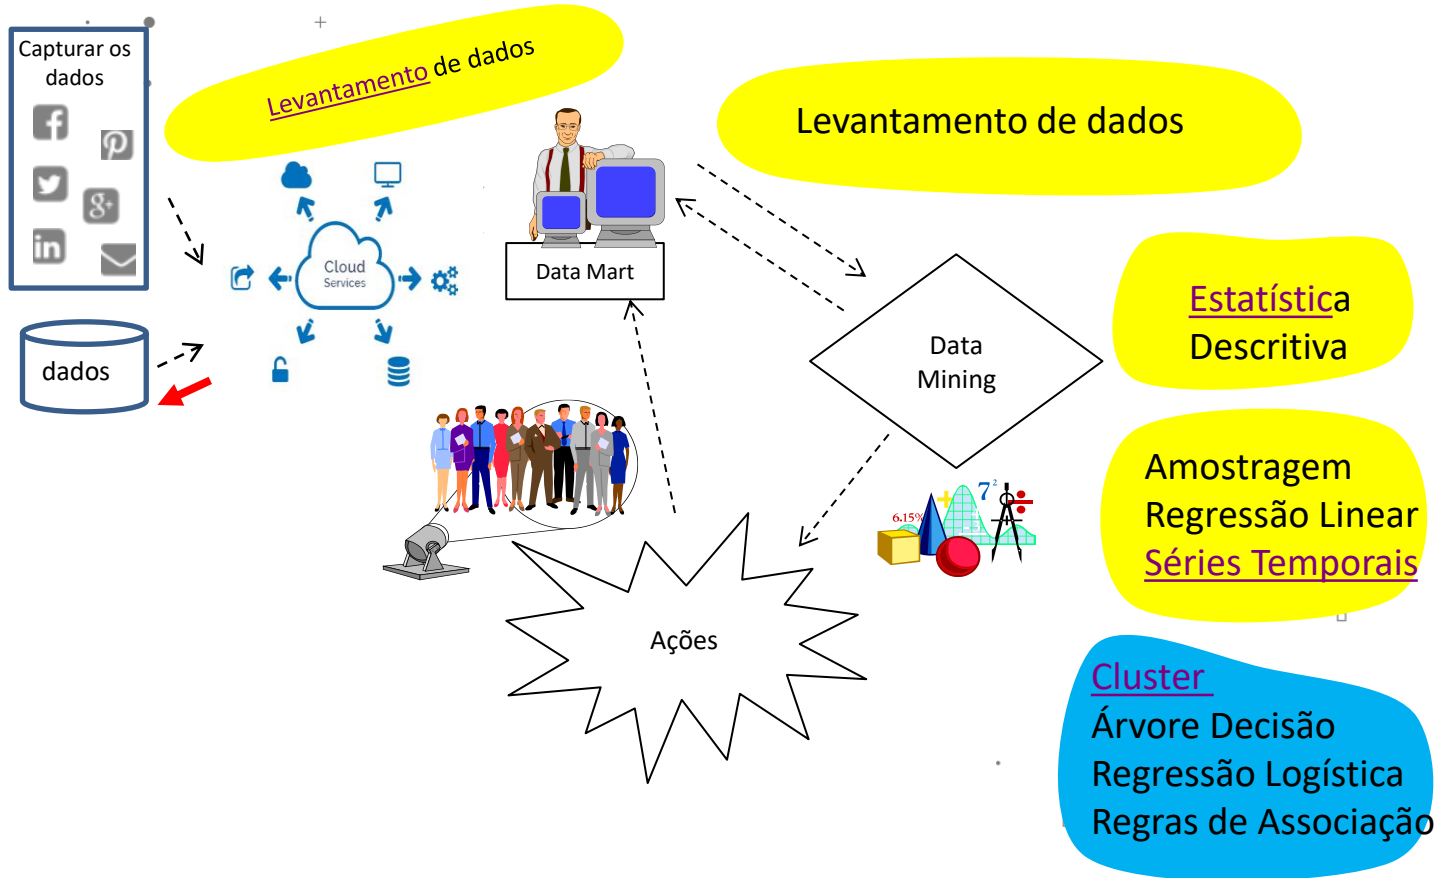 Capturar os
dados
Levantamento de dados
Levantamento de dados
Cloud
Services
Data Mart
dados
Data
Mining
Estatística
Descritiva
Amostragem
Regressão Linear
Séries Temporais
6.15%
7²
Ações
Cluster
Árvore Decisão
Regressão Logística
Regras de Associação